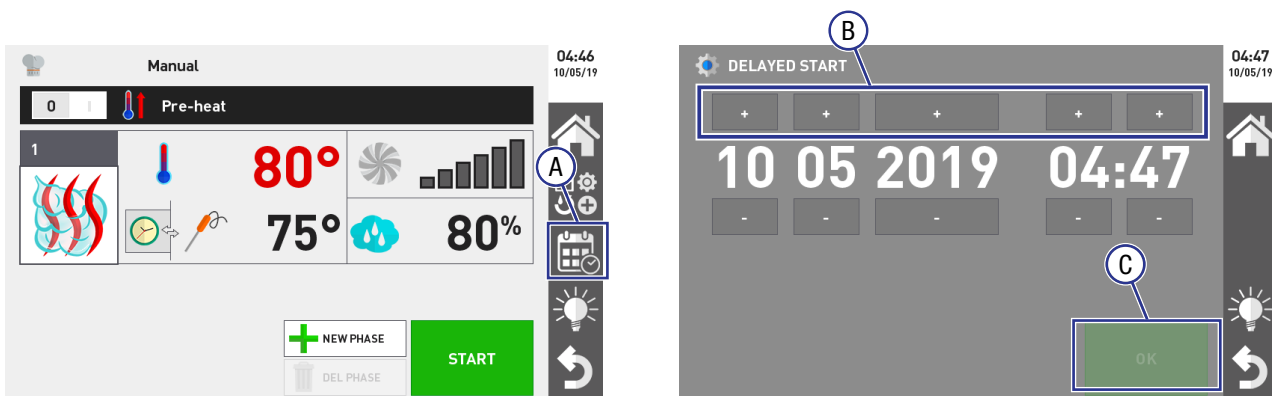 B
Manual
04:46
10/05/19
0 I
Pre-heat
1
80°
A
75°
80%
NEW PHASE
DEL PHASE
START
DELAYED START
04:47
10/05/19
+ + + + +
10 05 2019 04:47
- - - - -
C
OK